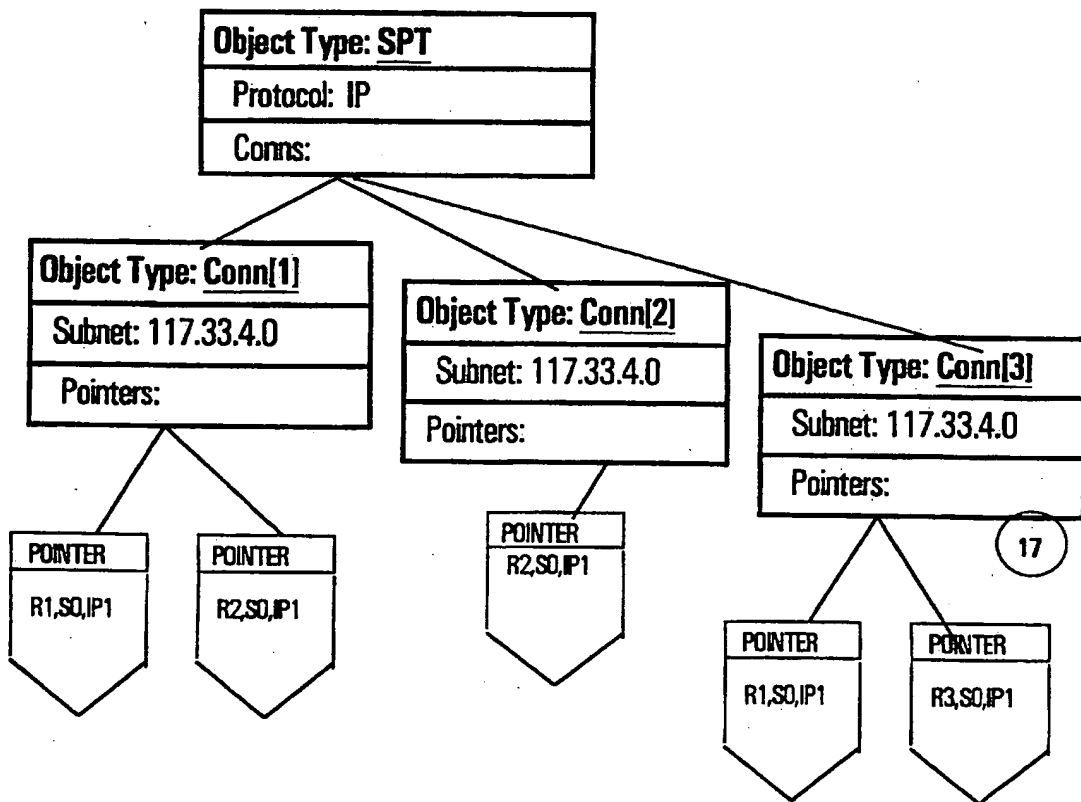 Object Type: SPT
Protocol: IP
Conns:
Object Type: Conn[1]
Subnet: 117.33.4.0
Pointers:
Object Type: Conn[2]
Subnet: 117.33.4.0
Pointers:
Object Type: Conn[3]
Subnet: 117.33.4.0
Pointers:
POINTER
R1,S0,IP1
POINTER
R2,S0,IP1
POINTER
R2,S0,IP1
17
POINTER
R1,S0,IP1
POINTER
R3,S0,IP1